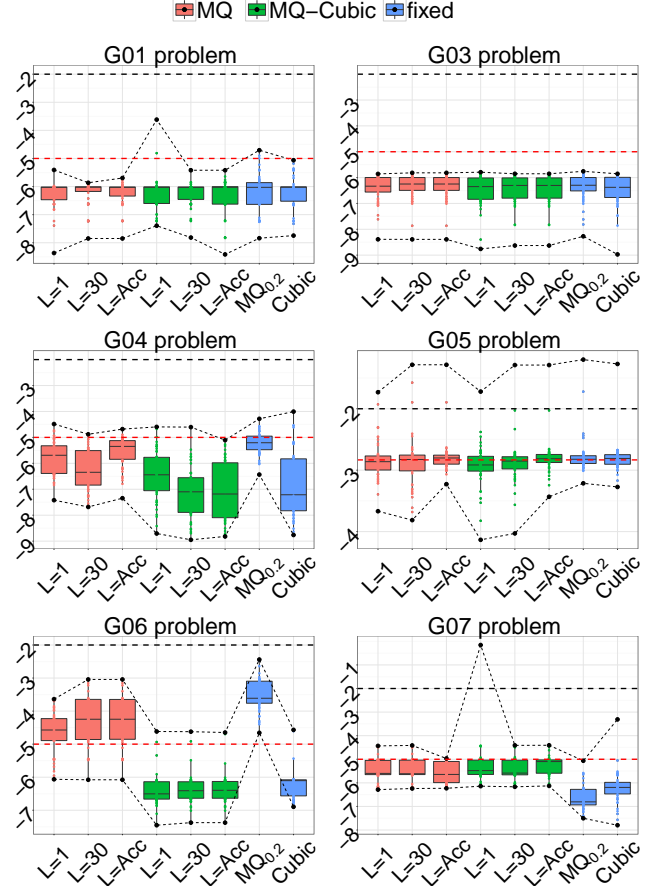 MQ MQ−Cubic fixed
G01 problem G03 problem
−2 −3 −4 −5 −6 −7 −8
−2 −3 −4 −5 −6 −7 −8 −9
L=1 L=30 L=Acc L=1 L=30 L=Acc MQ0.2 Cubic
L=1 L=30 L=Acc L=1 L=30 L=Acc MQ0.2 Cubic
G04 problem G05 problem
−3 −4 −5 −6 −7 −8 −9
−2 −3 −4
L=1 L=30 L=Acc L=1 L=30 L=Acc MQ0.2 Cubic
L=1 L=30 L=Acc L=1 L=30 L=Acc MQ0.2 Cubic
G06 problem G07 problem
−2 −3 −4 −5 −6 −7
−1 −2 −3 −4 −5 −6 −7 −8
L=1 L=30 L=Acc L=1 L=30 L=Acc MQ0.2 Cubic
L=1 L=30 L=Acc L=1 L=30 L=Acc MQ0.2 Cubic